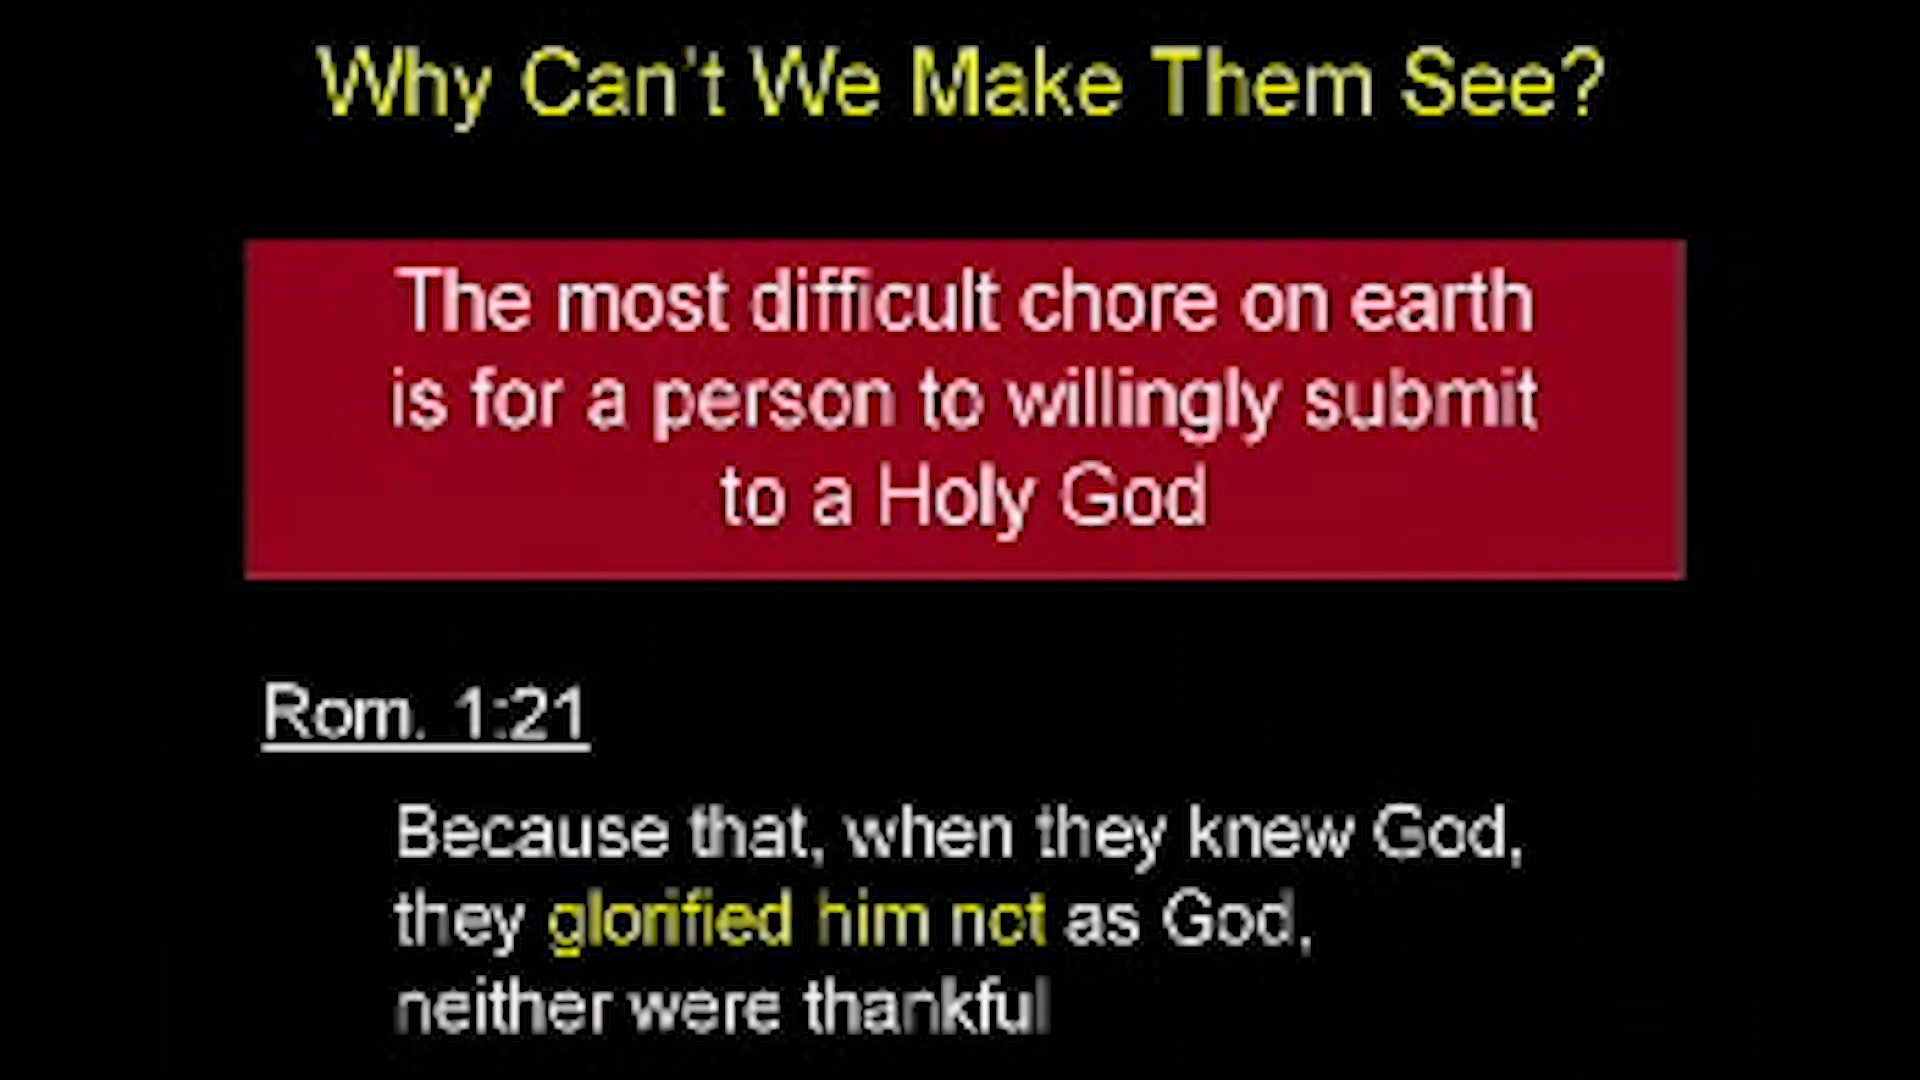 Why Can't We Make Them See?
The most difficult chore on earth
is for a person to willingly submit
to a Holy God
Rom. 1:21
Because that, when they knew God,
they glorified him not as God,
neither were thankful